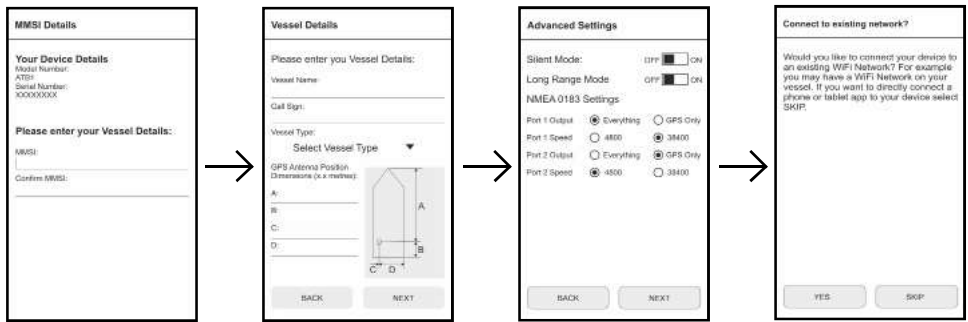 MMSI Details
Your Device Details
Model Number:
ATB1
Serial Number:
XXXXXXXX
Please enter your Vessel Details:
MMSI:
Confirm MMSI:
Vessel Details
Please enter you Vessel Details:
Vessel Name:
Call Sign:
Vessel Type:
Select Vessel Type
GPS Antenna Position
Dimensions (x.x metres):
A:
B:
C:
D:
A
B
C D
BACK NEXT
Advanced Settings
Silent Mode: OFF ON
Long Range Mode OFF ON
NMEA 0183 Settings
Port 1 Output Everything GPS Only
Port 1 Speed 4800 38400
Port 2 Output Everything GPS Only
Port 2 Speed 4800 38400
BACK NEXT
Connect to existing network?
Would you like to connect your device to
an existing WiFi Network? For example
you may have a WiFi Network on your
vessel. If you want to directly connect a
phone or tablet app to your device select
SKIP.
YES SKIP